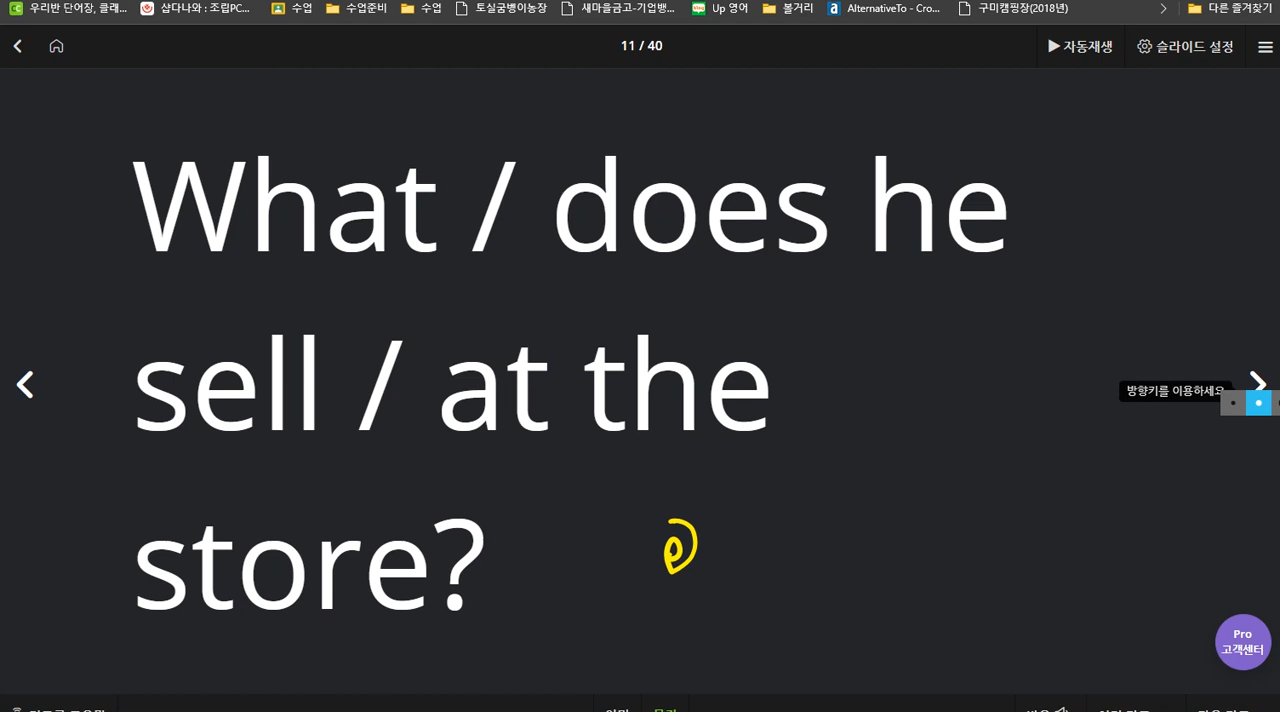 우리반 단어장, 클래... 샵다나와 : 조립PC... 수업 수업준비 수업 토실굼벵이농장 새마을금고-기업뱅... Up 영어 볼거리 AlternativeTo - Cro... 구미캠핑장(2018년) 다른 즐겨찾기
11 / 40 자동재생 슬라이드 설정
What / does he
sell / at the
store?
방향키를 이용하세요
Pro
고객센터